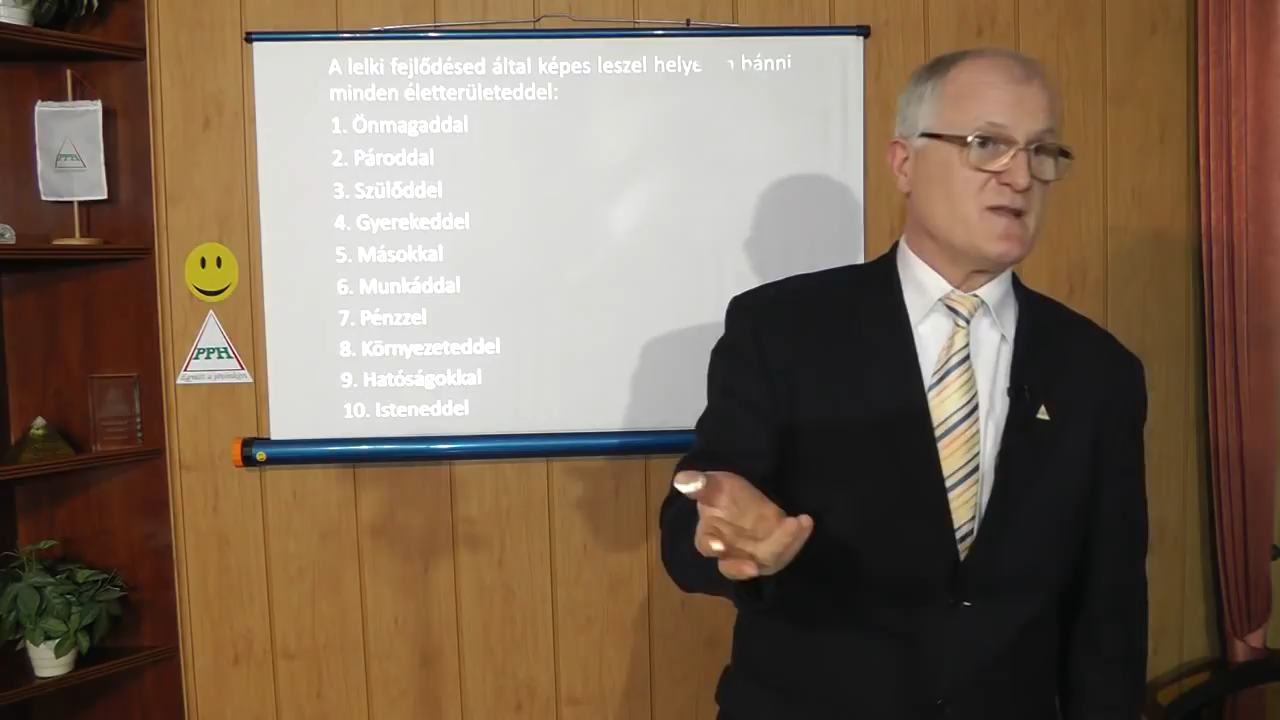 A lelki fejlődésed által képes leszel bánni
minden életterületeddel:
1. Önmagaddal
2. Pároddal
3. Szülőddel
4. Gyerekeddel
5. Másokkal
6. Munkáddal
7. Pénzzel
8. Környezeteddel
9. Hatóságokkal
10. Isteneddel
PPH
PPH